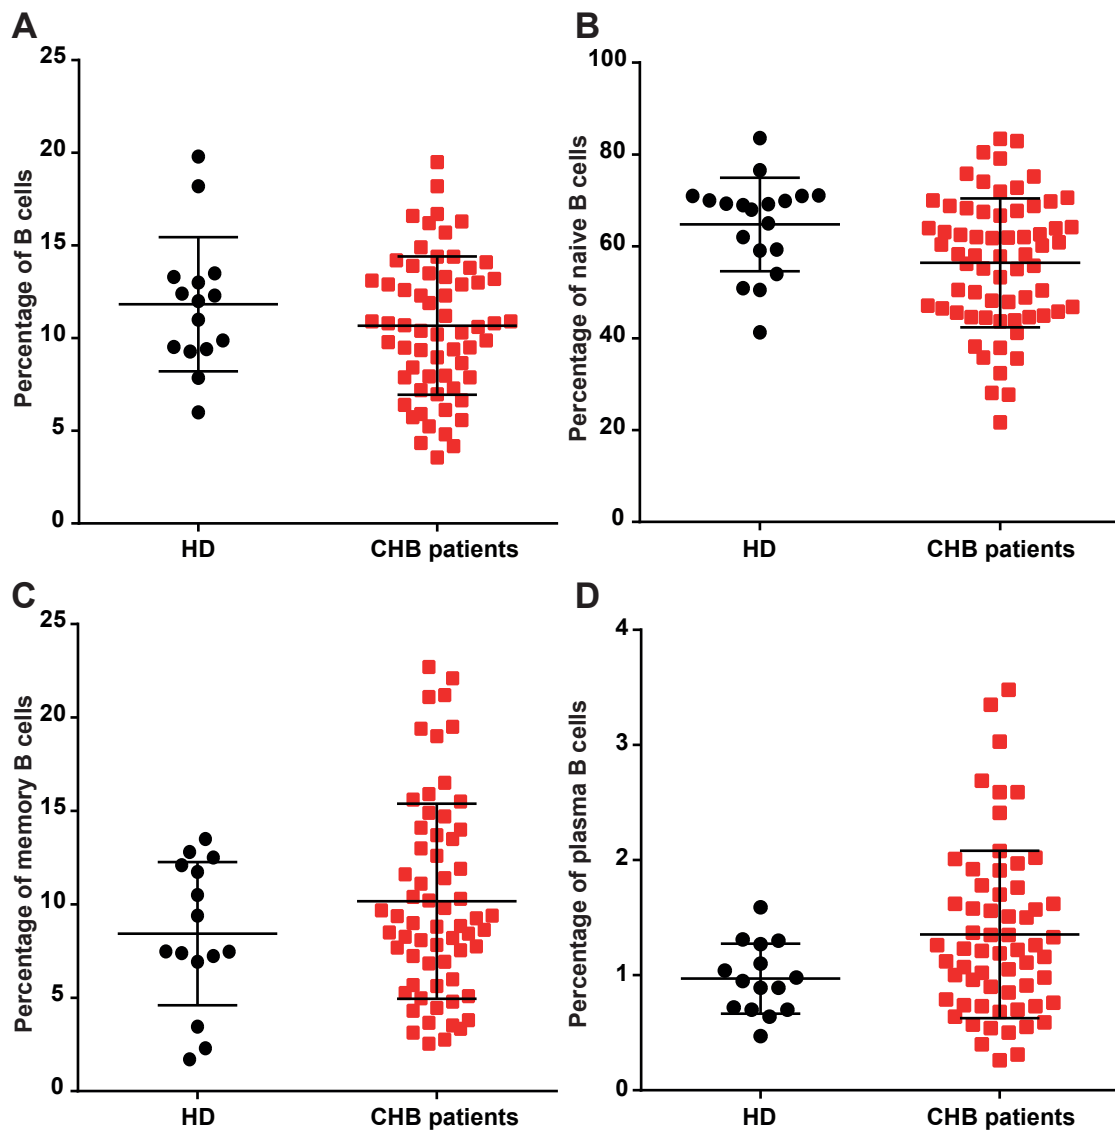 A
Percentage of B cells
25
20
15
10
5
0
HD
CHB patients
B
Percentage of naive B cells
100
80
60
40
20
0
HD
CHB patients
C
Percentage of memory B cells
25
20
15
10
5
0
HD
CHB patients
D
Percentage of plasma B cells
4
3
2
1
0
HD
CHB patients